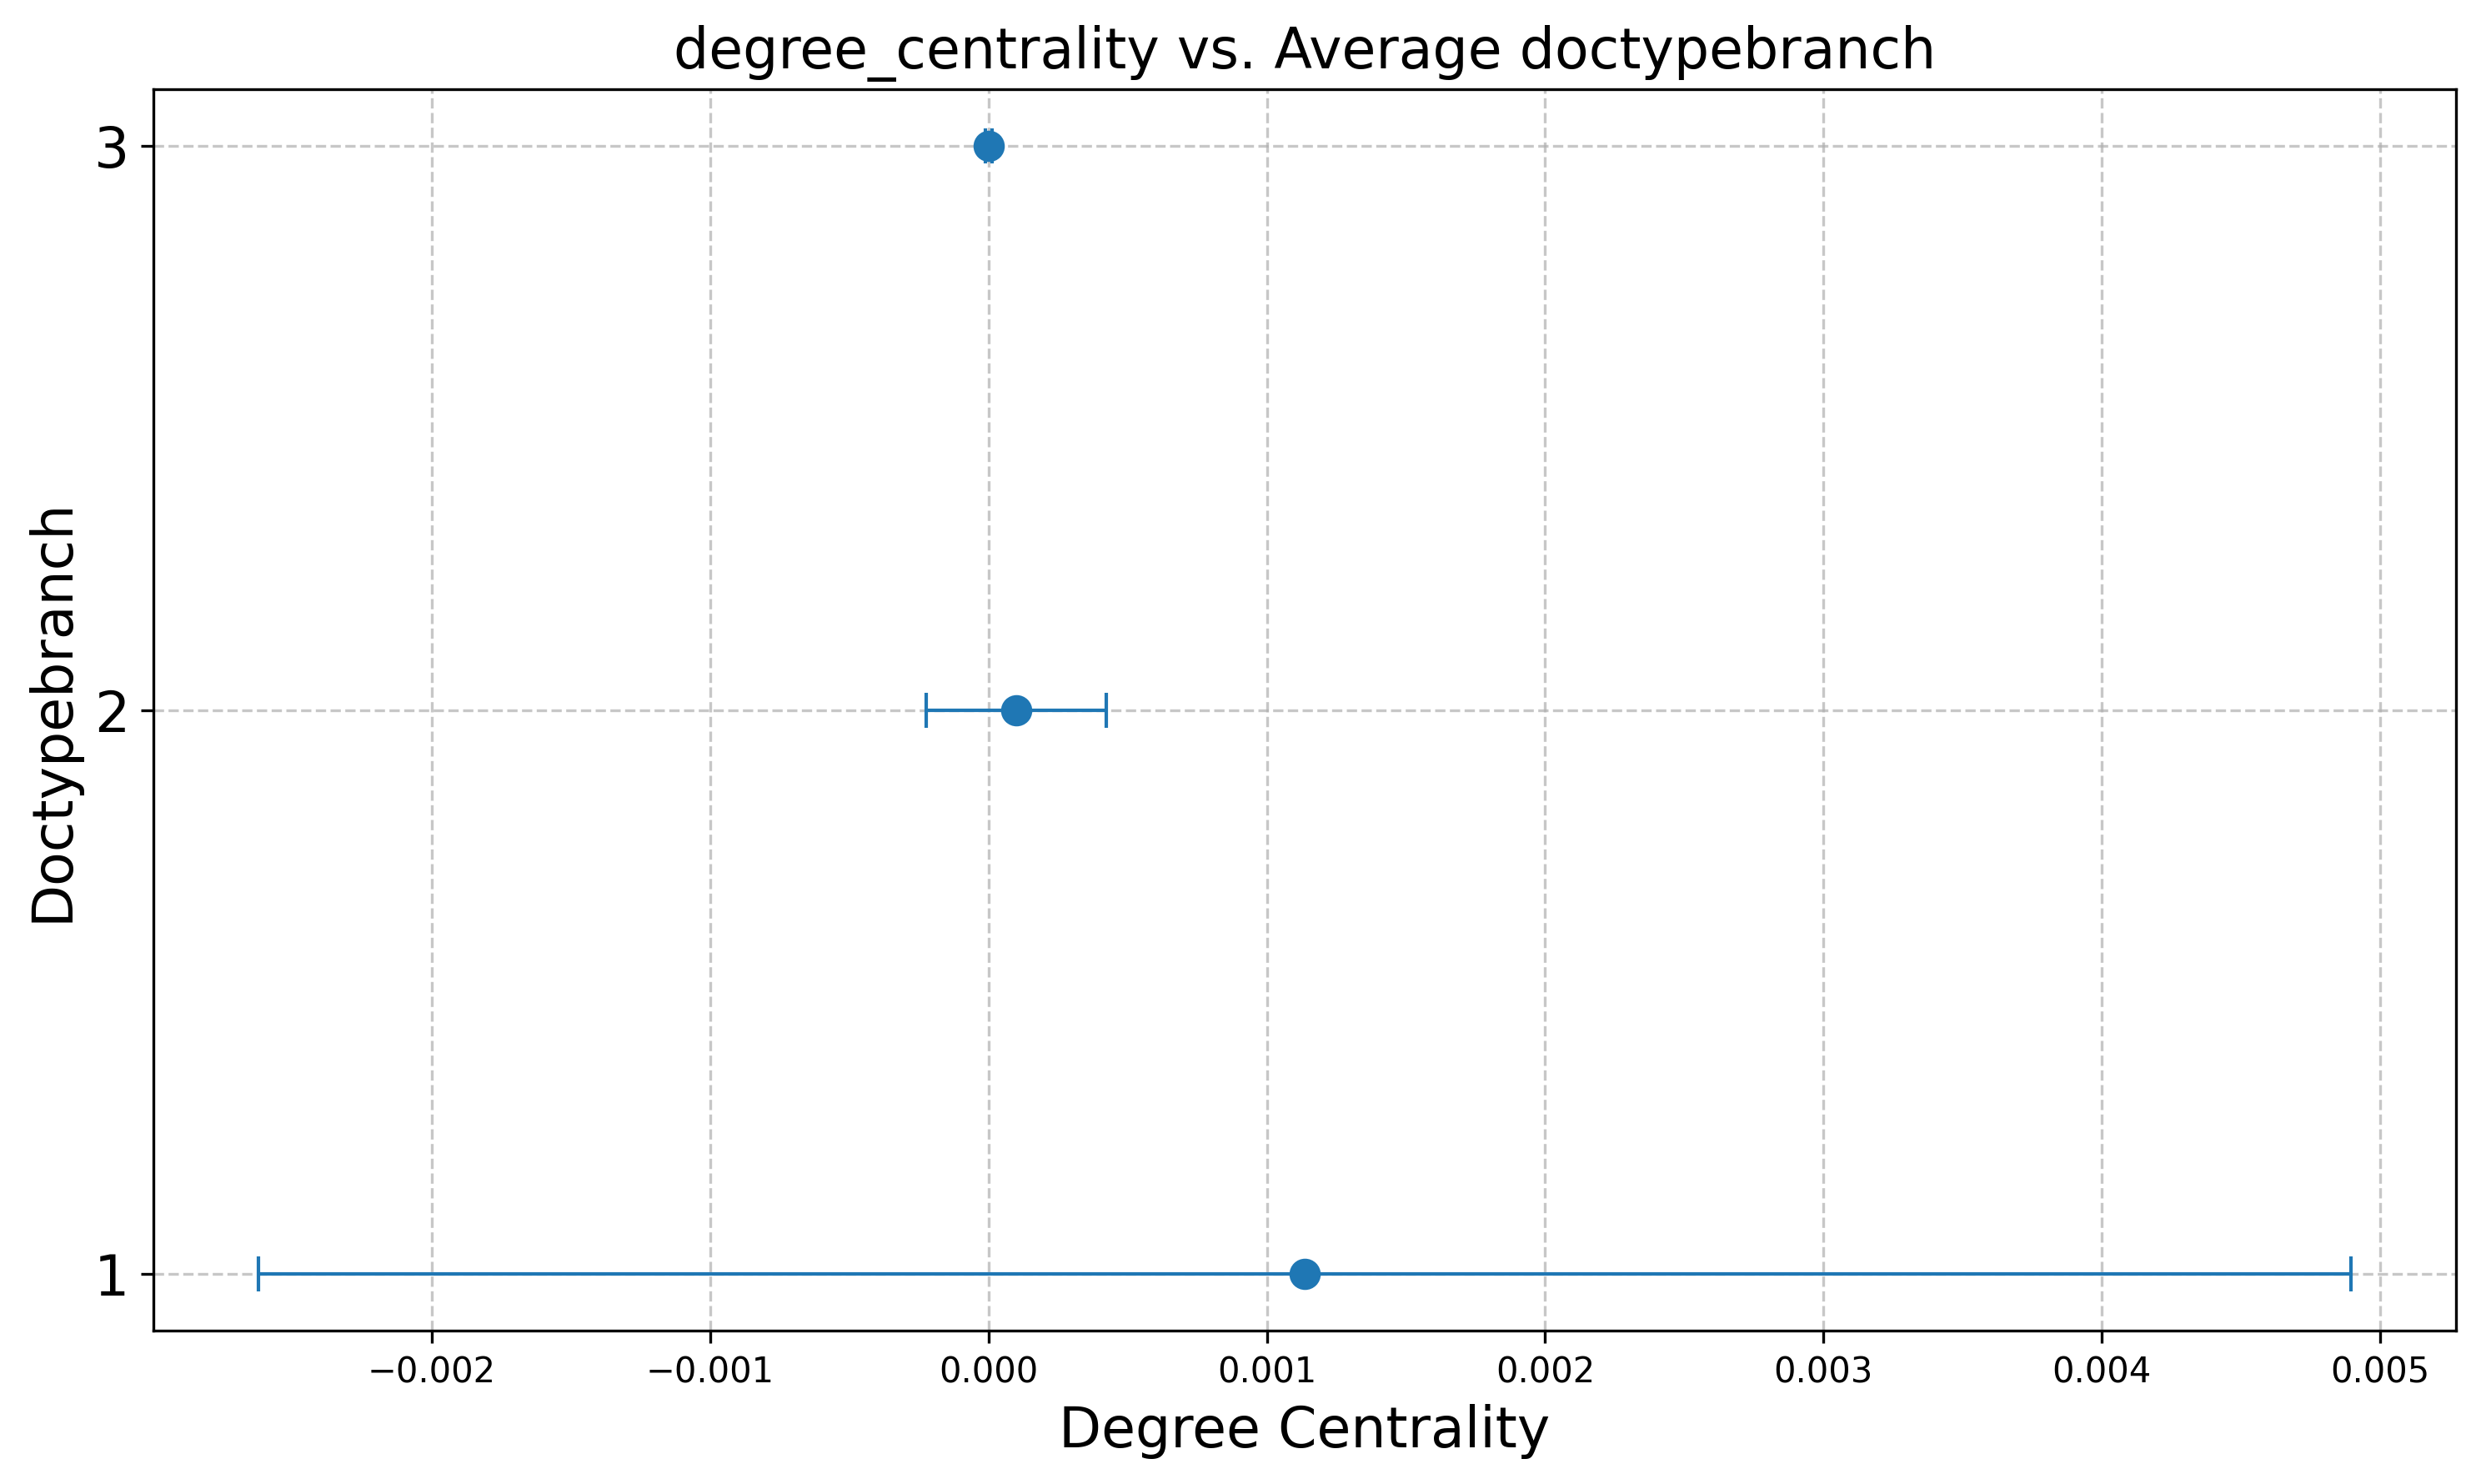 degree_centrality vs. Average doctypebranch
Doctypebranch
3
2
1
−0.002 −0.001 0.000 0.001 0.002 0.003 0.004 0.005
Degree Centrality